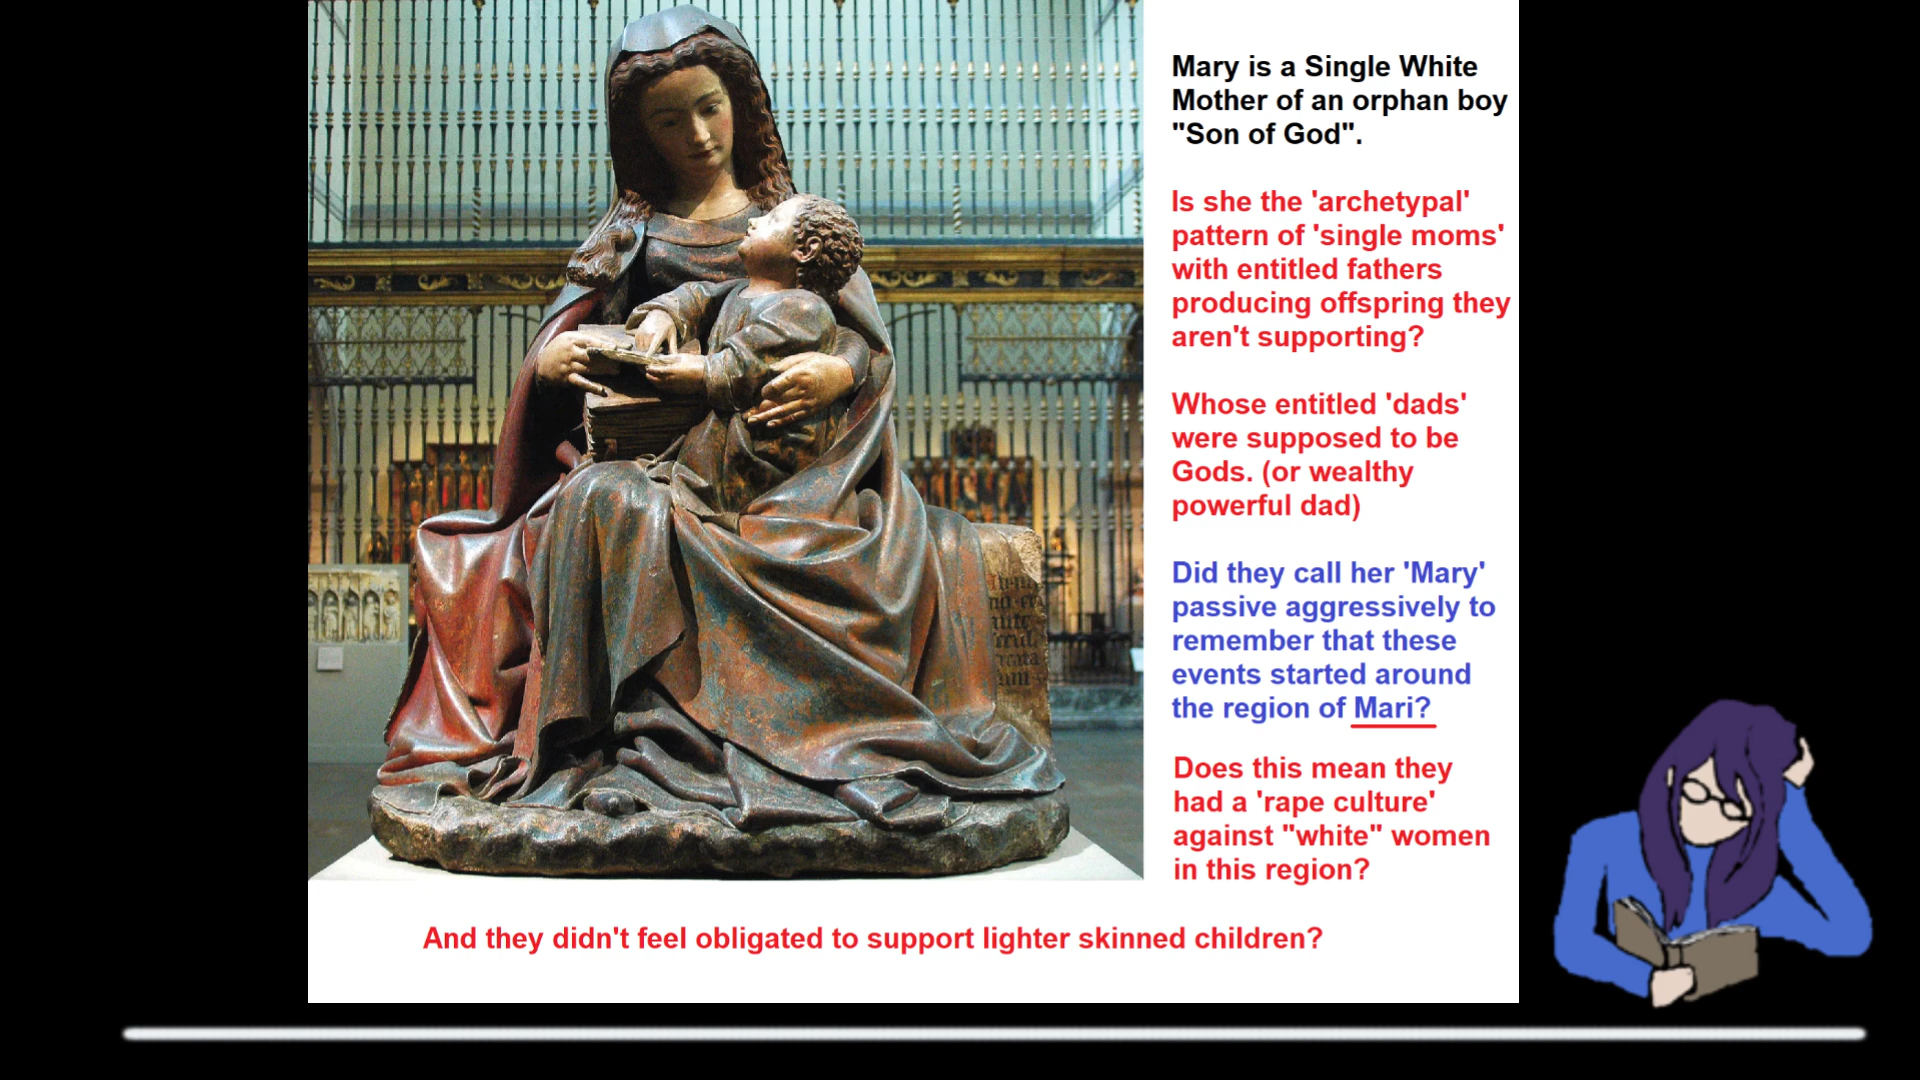 Mary is a Single White
Mother of an orphan boy
"Son of God".
Is she the 'archetypal'
pattern of 'single moms'
with entitled fathers
producing offspring they
aren't supporting?
Whose entitled 'dads'
were supposed to be
Gods. (or wealthy
powerful dad)
Did they call her 'Mary'
passive aggressively to
remember that these
events started around
the region of Mari?
Does this mean they
had a 'rape culture'
against "white" women
in this region?
And they didn't feel obligated to support lighter skinned children?